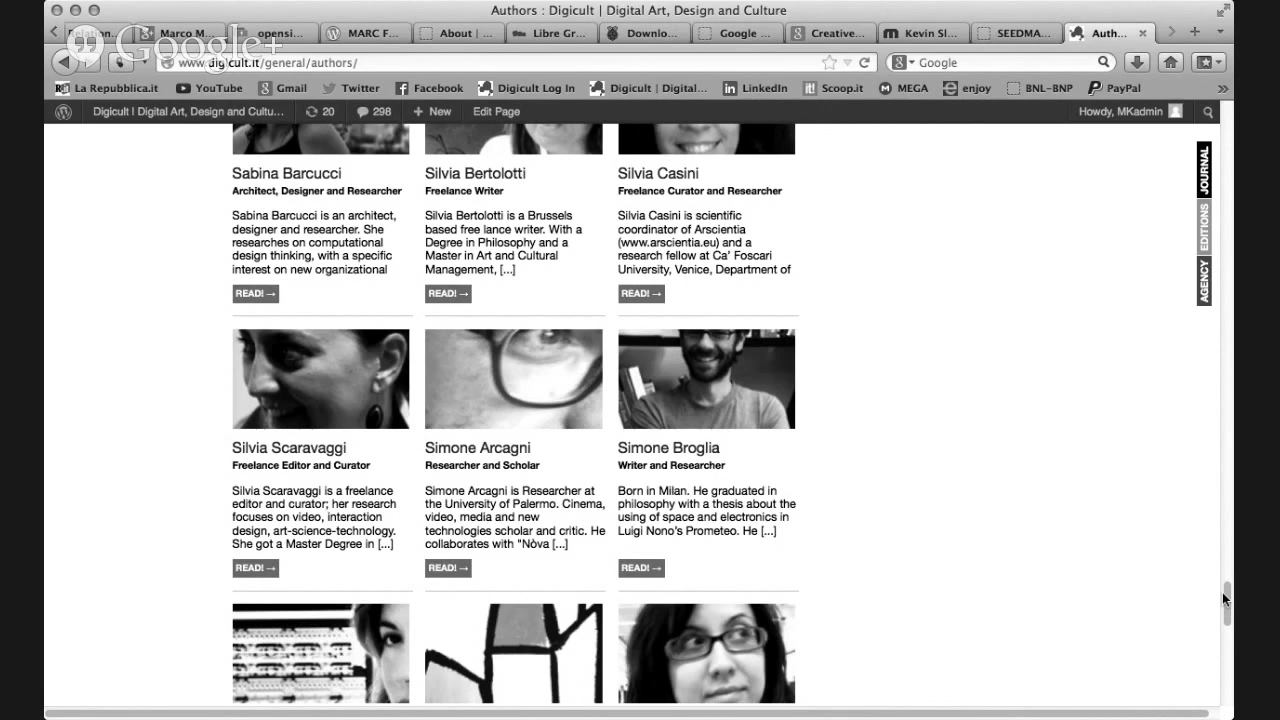 Authors : Digicult | Digital Art, Design and Culture
Marco M...
opensi...
MARC F...
About | ...
Libre Gr...
Downlo...
Google ...
Creative...
Kevin Sl...
SEEDMA...
Auth...
Google+
www.digicult.it/general/authors/
Google
La Repubblica.it
YouTube
Gmail
Twitter
Facebook
Digicult Log In
Digicult | Digital...
LinkedIn
Scoop.it
MEGA
enjoy
BNL-BNP
PayPal
Digicult | Digital Art, Design and Cultu...
20
298
+ New
Edit Page
Howdy, MKadmin
JOURNAL
EDITIONS
AGENCY
Sabina Barcucci
Architect, Designer and Researcher
Sabina Barcucci is an architect,
designer and researcher. She
researches on computational
design thinking, with a specific
interest on new organizational
READ! →
Silvia Bertolotti
Freelance Writer
Silvia Bertolotti is a Brussels
based free lance writer. With a
Degree in Philosophy and a
Master in Art and Cultural
Management, [...]
READ! →
Silvia Casini
Freelance Curator and Researcher
Silvia Casini is scientific
coordinator of Arscientia
(www.arscientia.eu) and a
research fellow at Ca’ Foscari
University, Venice, Department of
READ! →
Silvia Scaravaggi
Freelance Editor and Curator
Silvia Scaravaggi is a freelance
editor and curator; her research
focuses on video, interaction
design, art-science-technology.
She got a Master Degree in [...]
READ! →
Simone Arcagni
Researcher and Scholar
Simone Arcagni is Researcher at
the University of Palermo. Cinema,
video, media and new
technologies scholar and critic. He
collaborates with "Nòva [...]
READ! →
Simone Broglia
Writer and Researcher
Born in Milan. He graduated in
philosophy with a thesis about the
using of space and electronics in
Luigi Nono’s Prometeo. He [...]
READ! →